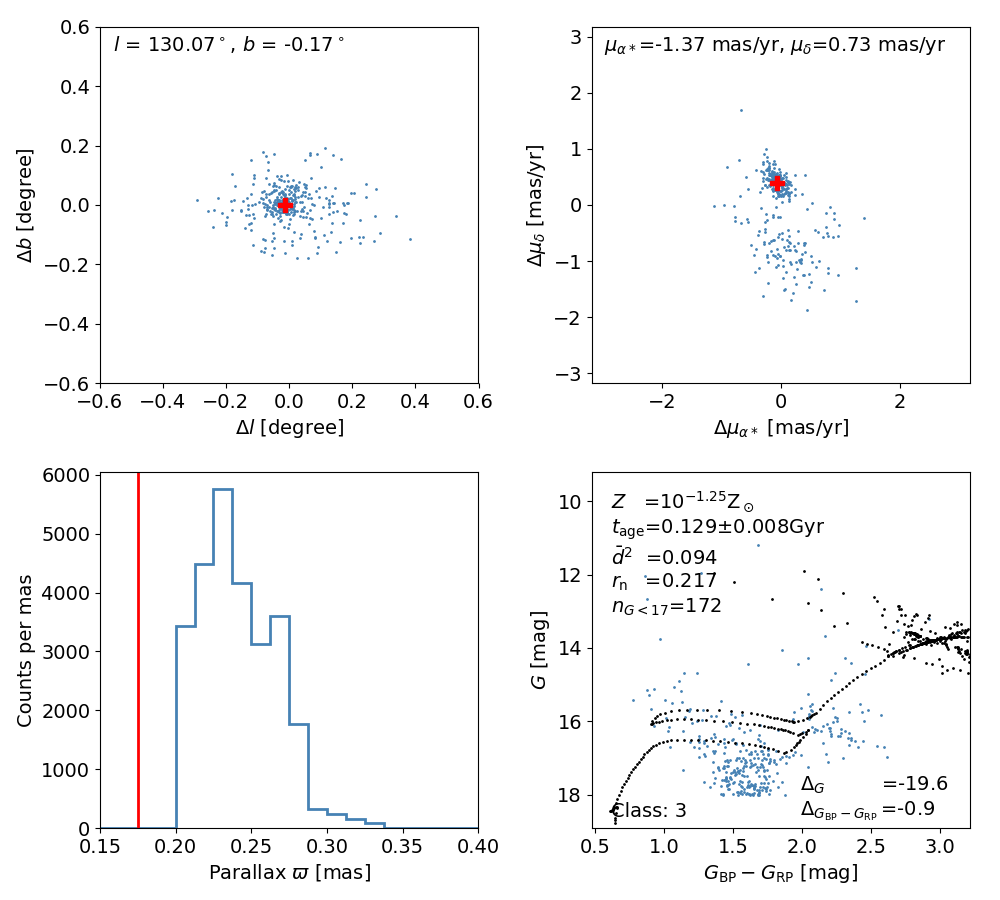 l = 130.07°, b = -0.17°
0.6
0.4
0.2
0.0
−0.2
−0.4
−0.6
Δb [degree]
−0.6 −0.4 −0.2 0.0 0.2 0.4 0.6
Δl [degree]
μα*=-1.37 mas/yr, μδ=0.73 mas/yr
3
2
1
0
−1
−2
−3
Δμδ [mas/yr]
−2 0 2
Δμα* [mas/yr]
6000
5000
4000
3000
2000
1000
0
Counts per mas
0.15 0.20 0.25 0.30 0.35 0.40
Parallax ϖ [mas]
Z =10^−1.25 Z⊙
t_age=0.129±0.008Gyr
d̄² =0.094
r_n =0.217
n_G<17=172
10
12
14
16
18
G [mag]
Δ_G =-19.6
Δ_GBP−GRP=-0.9
Class: 3
0.5 1.0 1.5 2.0 2.5 3.0
G_BP − G_RP [mag]